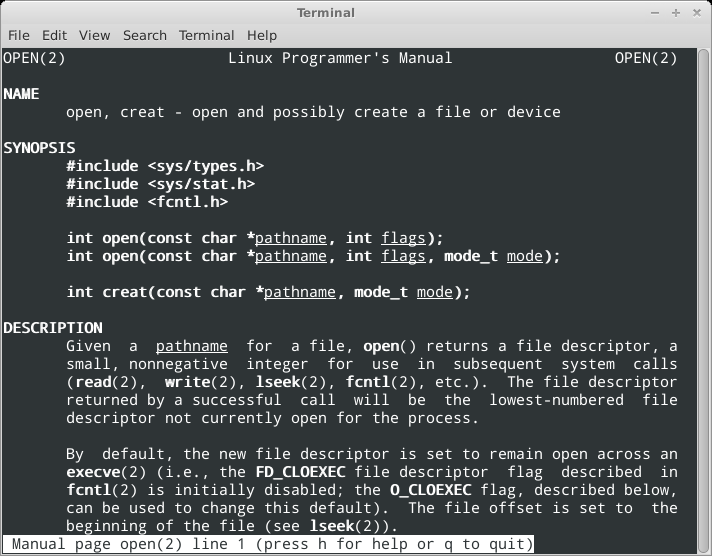 Terminal
File Edit View Search Terminal Help
OPEN(2) Linux Programmer's Manual OPEN(2)
NAME
open, creat - open and possibly create a file or device
SYNOPSIS
#include <sys/types.h>
#include <sys/stat.h>
#include <fcntl.h>
int open(const char *pathname, int flags);
int open(const char *pathname, int flags, mode_t mode);
int creat(const char *pathname, mode_t mode);
DESCRIPTION
Given a pathname for a file, open() returns a file descriptor, a
small, nonnegative integer for use in subsequent system calls
(read(2), write(2), lseek(2), fcntl(2), etc.). The file descriptor
returned by a successful call will be the lowest-numbered file
descriptor not currently open for the process.
By default, the new file descriptor is set to remain open across an
execve(2) (i.e., the FD_CLOEXEC file descriptor flag described in
fcntl(2) is initially disabled; the O_CLOEXEC flag, described below,
can be used to change this default). The file offset is set to the
beginning of the file (see lseek(2)).
Manual page open(2) line 1 (press h for help or q to quit)